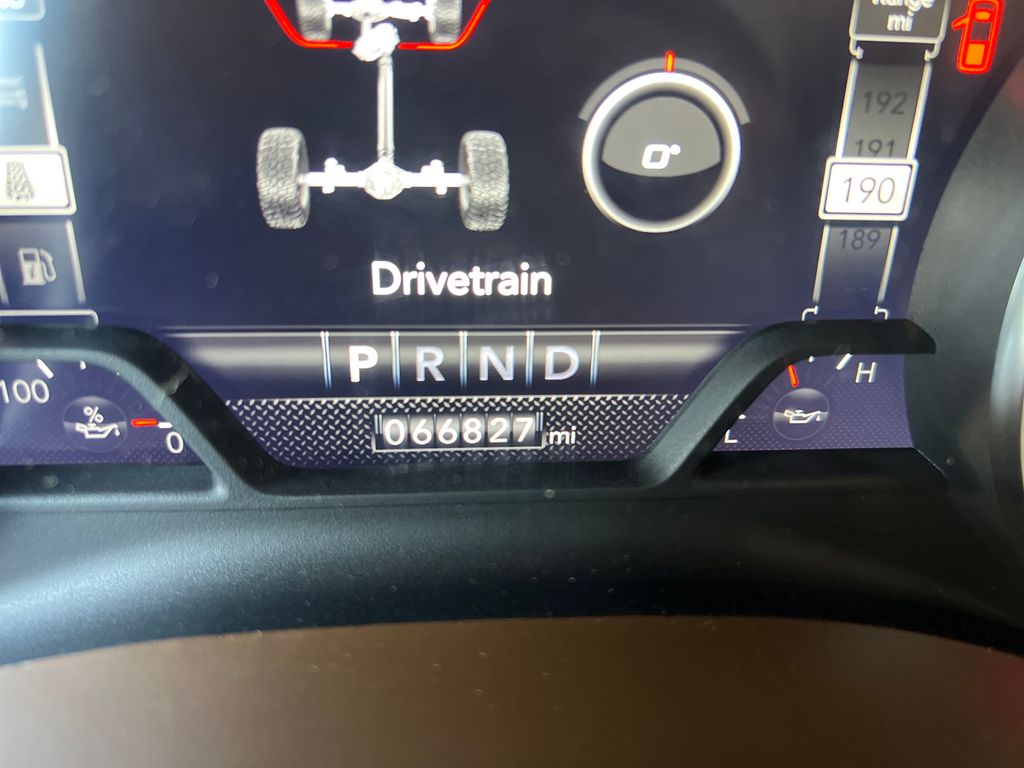 Range
mi
192
191
190
189
0°
Drivetrain
P R N D
100
%
0
066827 mi
L
H